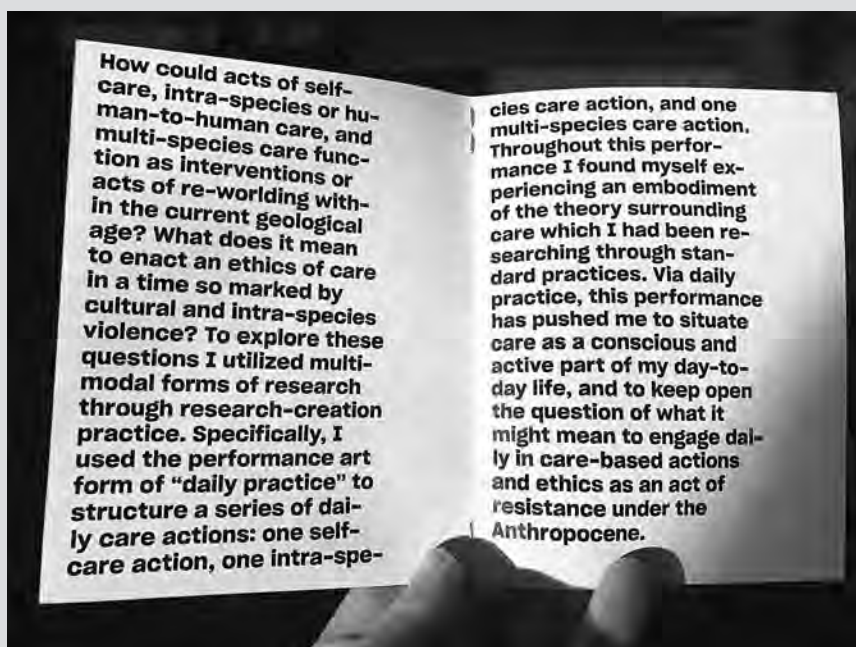 How could acts of self-
care, intra-species or hu-
man-to-human care, and
multi-species care func-
tion as interventions or
acts of re-worlding with-
in the current geological
age? What does it mean
to enact an ethics of care
in a time so marked by
cultural and intra-species
violence? To explore these
questions I utilized multi-
modal forms of research
through research-creation
practice. Specifically, I
used the performance art
form of “daily practice” to
structure a series of dai-
ly care actions: one self-
care action, one intra-spe-
cies care action, and one
multi-species care action.
Throughout this perfor-
mance I found myself ex-
periencing an embodiment
of the theory surrounding
care which I had been re-
searching through stan-
dard practices. Via daily
practice, this performance
has pushed me to situate
care as a conscious and
active part of my day-to-
day life, and to keep open
the question of what it
might mean to engage dai-
ly in care-based actions
and ethics as an act of
resistance under the
Anthropocene.